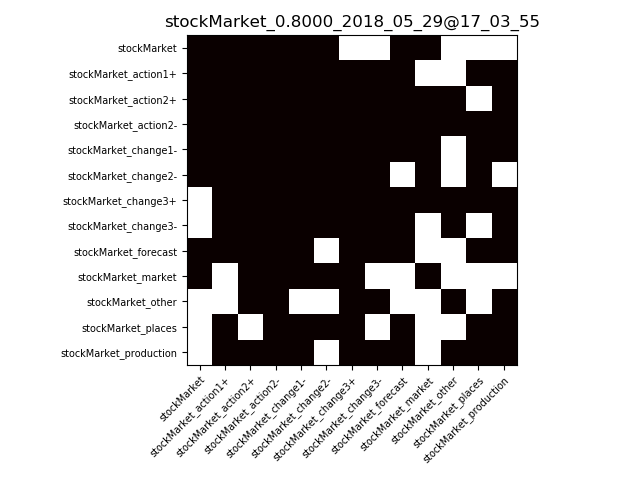 stockMarket_0.8000_2018_05_29@17_03_55
stockMarket
stockMarket_action1+
stockMarket_action2+
stockMarket_action2-
stockMarket_change1-
stockMarket_change2-
stockMarket_change3+
stockMarket_change3-
stockMarket_forecast
stockMarket_market
stockMarket_other
stockMarket_places
stockMarket_production
stockMarket
stockMarket_action1+
stockMarket_action2+
stockMarket_action2-
stockMarket_change1-
stockMarket_change2-
stockMarket_change3+
stockMarket_change3-
stockMarket_forecast
stockMarket_market
stockMarket_other
stockMarket_places
stockMarket_production